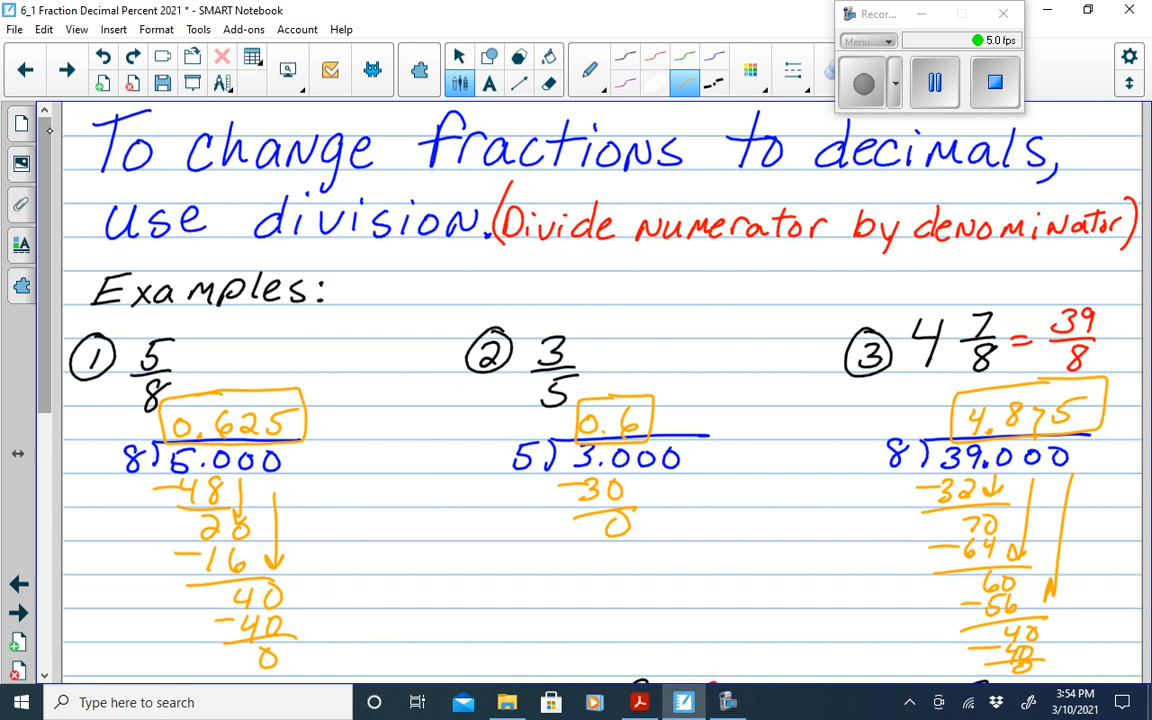 6_1 Fraction Decimal Percent 2021 * - SMART Notebook
Recor...
File Edit View Insert Format Tools Add-ons Account Help
Menu
5.0 fps
To change fractions to decimals,
use division. (Divide numerator by denominator)
Examples:
① 5/8
② 3/5
③ 4 7/8 = 39/8
0.625
0.6
4.875
8)5.000
5)3.000
8)39.000
-48
20
-16
40
-40
0
-30
0
-32
70
-64
60
-56
40
-40
0
Type here to search
3:54 PM
3/10/2021